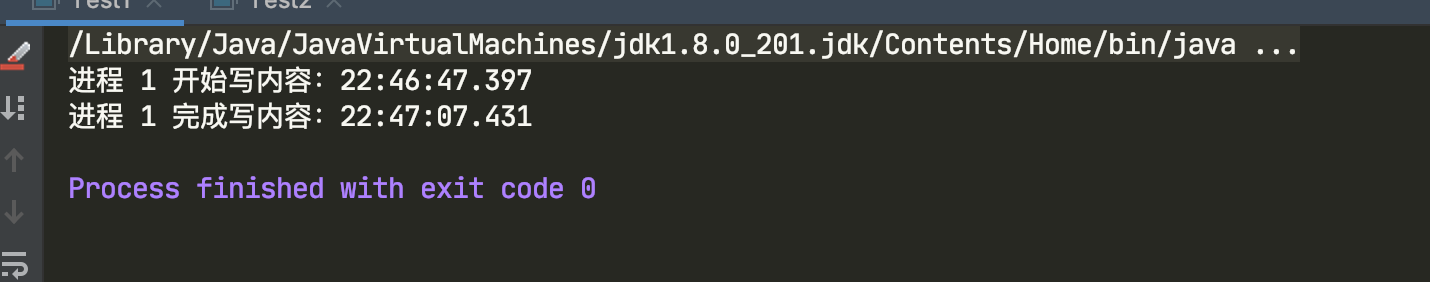 Test1
Test2
/Library/Java/JavaVirtualMachines/jdk1.8.0_201.jdk/Contents/Home/bin/java ...
进程 1 开始写内容：22:46:47.397
进程 1 完成写内容：22:47:07.431
Process finished with exit code 0